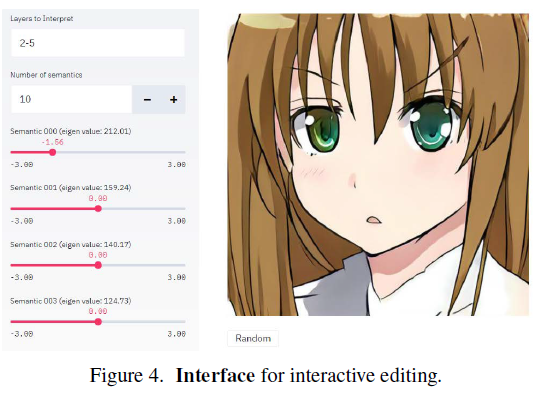 Layers to Interpret
2-5
Number of semantics
10 - +
Semantic 000 (eigen value: 212.01)
-1.56
-3.00 3.00
Semantic 001 (eigen value: 159.24)
0.00
-3.00 3.00
Semantic 002 (eigen value: 140.17)
0.00
-3.00 3.00
Semantic 003 (eigen value: 124.73)
0.00
-3.00 3.00
Random
Figure 4. Interface for interactive editing.